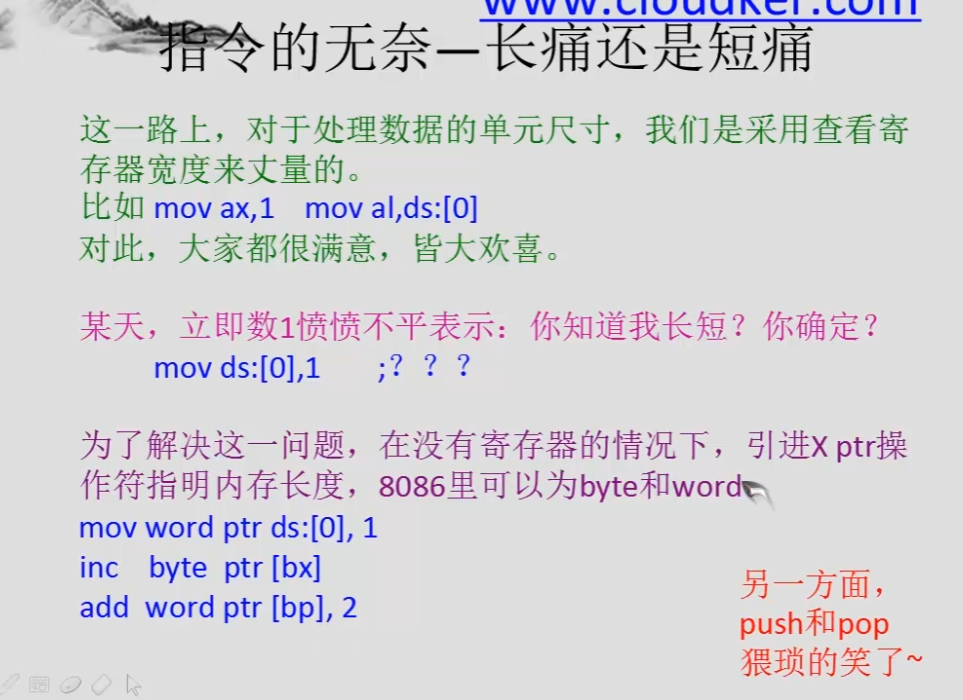 www.cloudker.com
指令的无奈—长痛还是短痛
这一路上，对于处理数据的单元尺寸，我们是采用查看寄
存器宽度来丈量的。
比如 mov ax,1    mov al,ds:[0]
对此，大家都很满意，皆大欢喜。
某天，立即数1愤愤不平表示：你知道我长短？你确定？
mov ds:[0],1    ;？？？
为了解决这一问题，在没有寄存器的情况下，引进X ptr操
作符指明内存长度，8086里可以为byte和word
mov word ptr ds:[0], 1
inc    byte  ptr [bx]
add  word ptr [bp], 2
另一方面，
push和pop
猥琐的笑了~